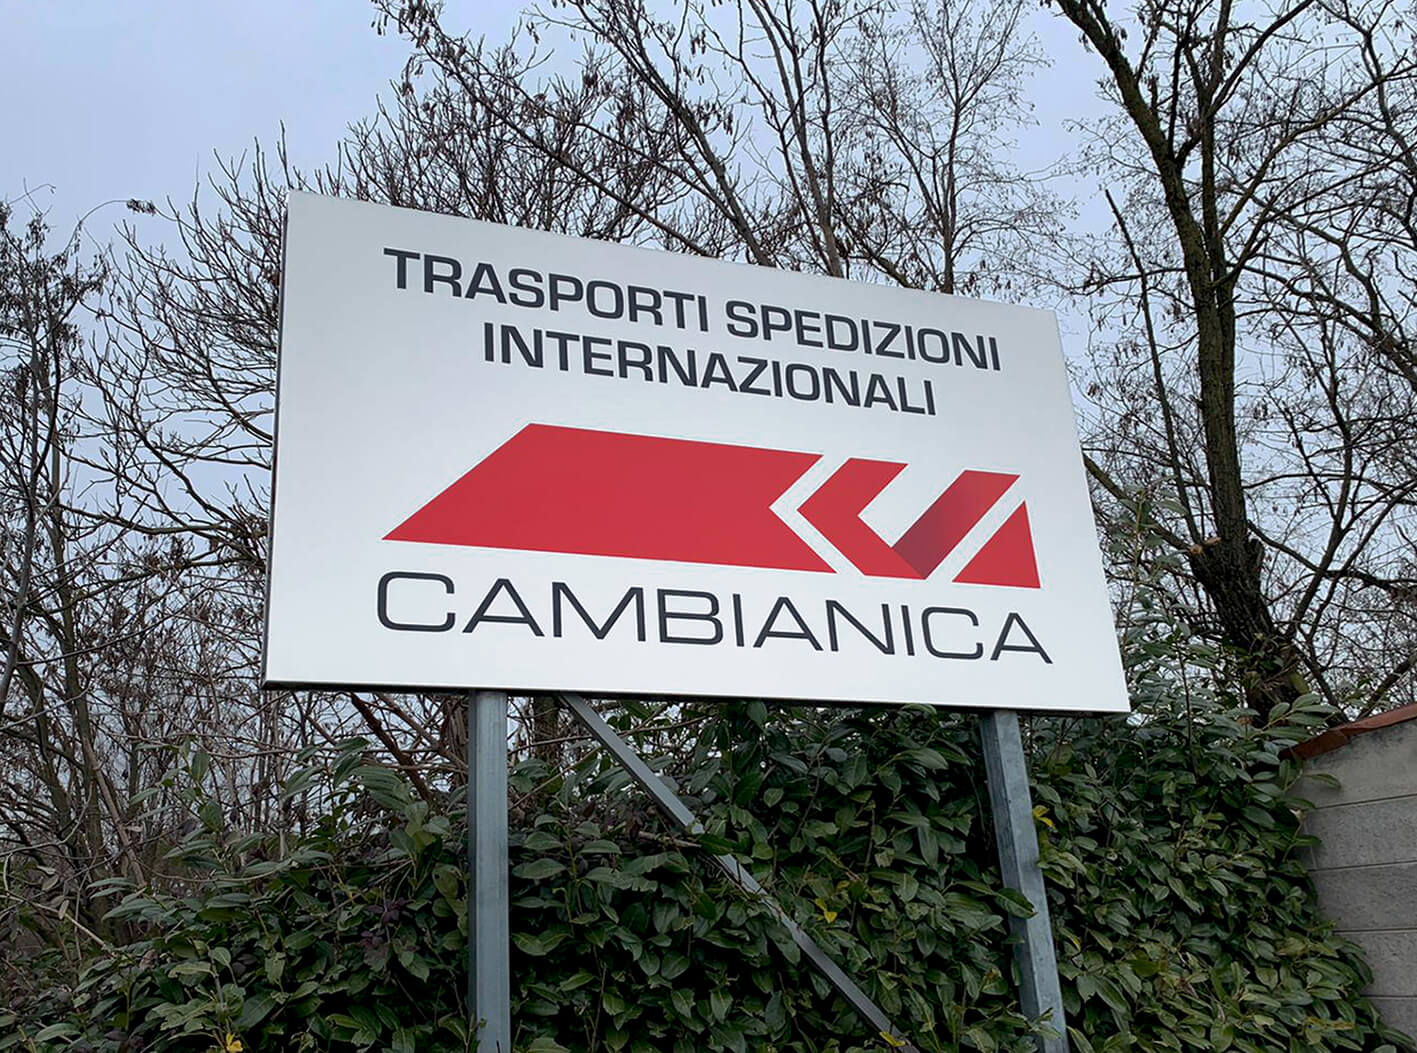 TRASPORTI SPEDIZIONI
INTERNAZIONALI
CAMBIANICA